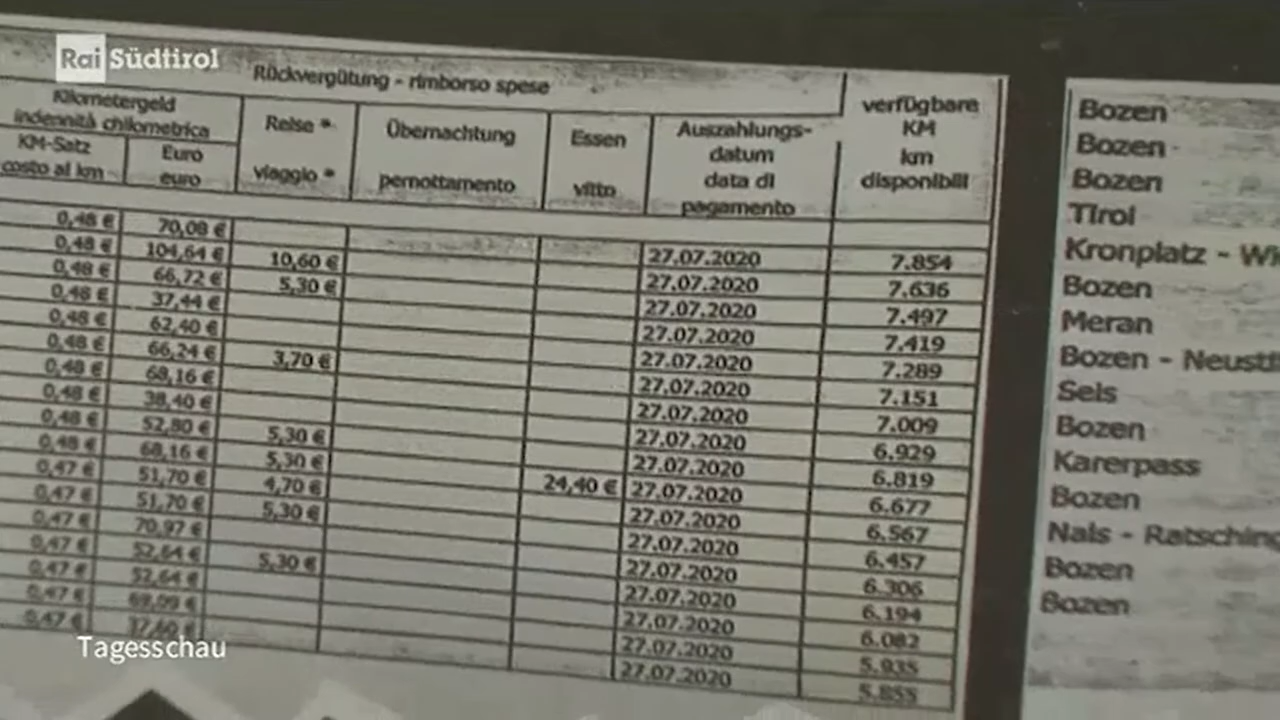 Rai Südtirol
Rückvergütung - rimborso spese
Kilometergeld
indennità chilometrica
KM-Satz
costo al km
Euro
euro
Reise *
viaggio *
Übernachtung
pernottamento
Essen
vitto
Auszahlungs-
datum
data di
pagamento
verfügbare
KM
km
disponibili
0,48 € 70,08 € 27.07.2020 7.854
0,48 € 104,64 € 10,60 € 27.07.2020 7.636
0,48 € 66,72 € 5,30 € 27.07.2020 7.497
0,48 € 37,44 € 27.07.2020 7.419
0,48 € 62,40 € 27.07.2020 7.289
0,48 € 66,24 € 3,70 € 27.07.2020 7.151
0,48 € 68,16 € 27.07.2020 7.009
0,48 € 38,40 € 27.07.2020 6.929
0,48 € 52,80 € 5,30 € 27.07.2020 6.819
0,48 € 68,16 € 5,30 € 24,40 € 27.07.2020 6.677
0,47 € 51,70 € 4,70 € 27.07.2020 6.567
0,47 € 51,70 € 5,30 € 27.07.2020 6.457
0,47 € 70,97 € 27.07.2020 6.306
0,47 € 52,64 € 5,30 € 27.07.2020 6.194
0,47 € 52,64 € 27.07.2020 6.082
0,47 € 69,09 € 27.07.2020 5.935
0,47 € 37,60 € 27.07.2020 5.855
Bozen
Bozen
Bozen
Tirol
Kronplatz -
Bozen
Meran
Bozen - Neustif
Seis
Bozen
Karerpass
Bozen
Nals - Ratsching
Bozen
Bozen
Tagesschau